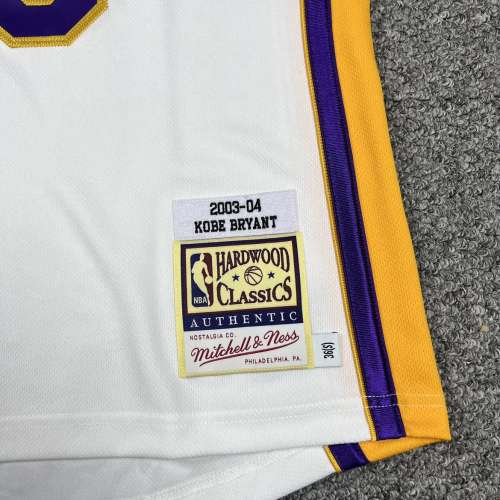 2003-04
KOBE BRYANT
HARDWOOD
NBA
CLASSICS
AUTHENTIC
NOSTALGIA CO.
Mitchell & Ness
PHILADELPHIA, PA.
36(S)